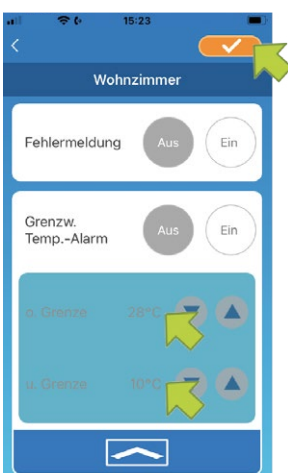 15:23
Wohnzimmer
Fehlermeldung Aus Ein
Grenzw.
Temp.-Alarm Aus Ein
o. Grenze 28°C
u. Grenze 10°C